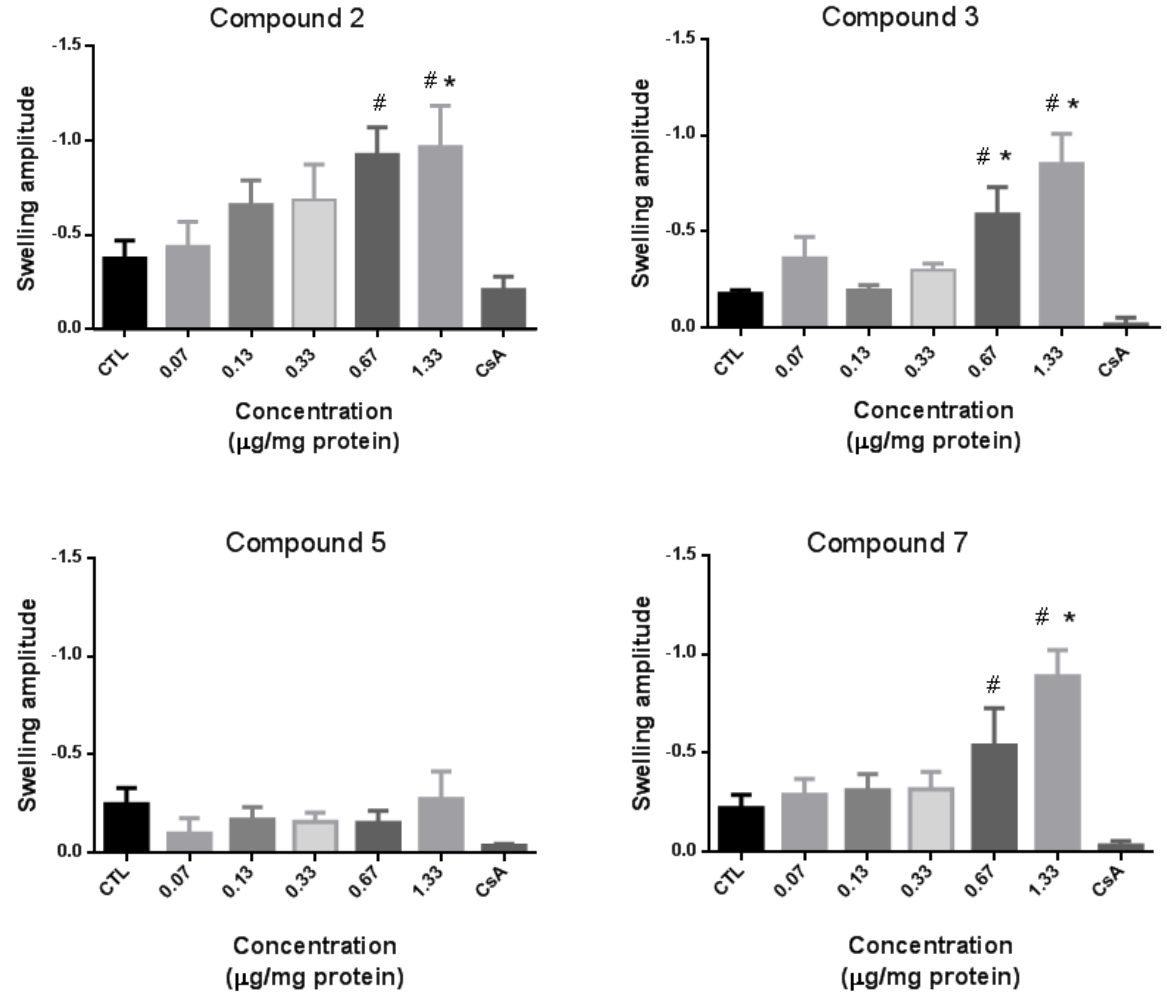 Compound 2
Swelling amplitude
-1.5
-1.0
-0.5
0.0
#
# *
CTL
0.07
0.13
0.33
0.67
1.33
CsA
Concentration
(μg/mg protein)
Compound 3
Swelling amplitude
-1.5
-1.0
-0.5
0.0
# *
# *
CTL
0.07
0.13
0.33
0.67
1.33
CsA
Concentration
(μg/mg protein)
Compound 5
Swelling amplitude
-1.5
-1.0
-0.5
0.0
CTL
0.07
0.13
0.33
0.67
1.33
CsA
Concentration
(μg/mg protein)
Compound 7
Swelling amplitude
-1.5
-1.0
-0.5
0.0
#
# *
CTL
0.07
0.13
0.33
0.67
1.33
CsA
Concentration
(μg/mg protein)